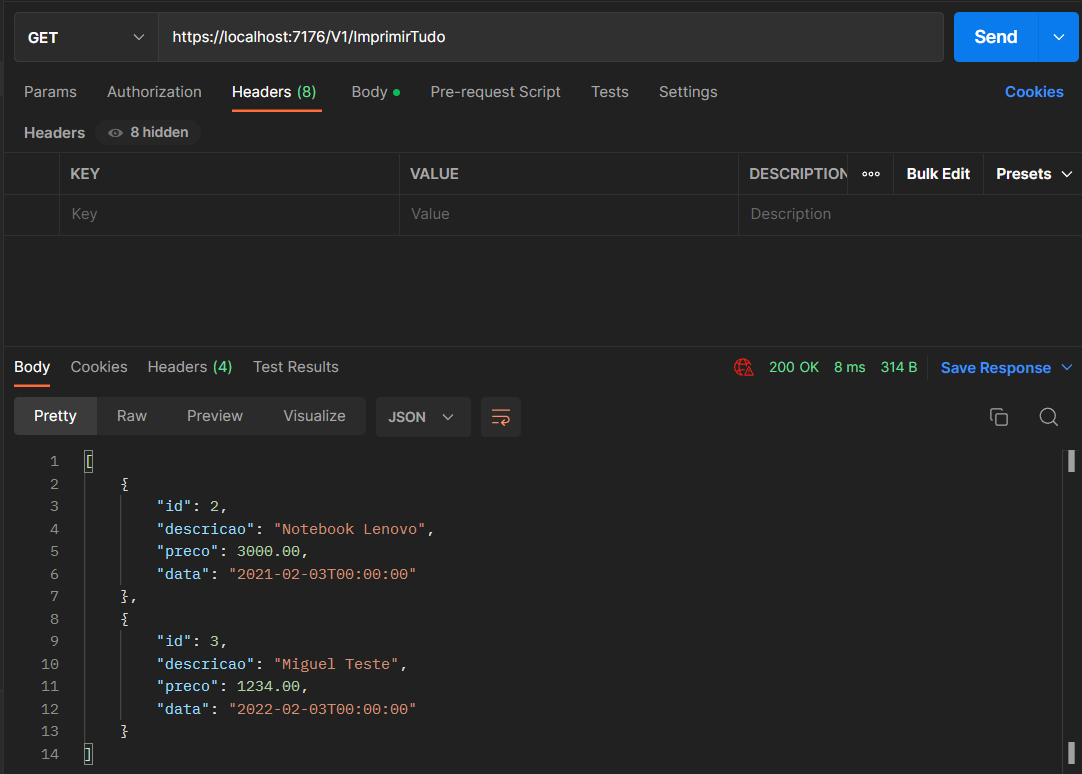 GET https://localhost:7176/V1/ImprimirTudo Send
Params Authorization Headers (8) Body Pre-request Script Tests Settings Cookies
Headers 8 hidden
KEY VALUE DESCRIPTION Bulk Edit Presets
Key Value Description
Body Cookies Headers (4) Test Results 200 OK 8 ms 314 B Save Response
Pretty Raw Preview Visualize JSON
1 [
2 {
3 "id": 2,
4 "descricao": "Notebook Lenovo",
5 "preco": 3000.00,
6 "data": "2021-02-03T00:00:00"
7 },
8 {
9 "id": 3,
10 "descricao": "Miguel Teste",
11 "preco": 1234.00,
12 "data": "2022-02-03T00:00:00"
13 }
14 ]